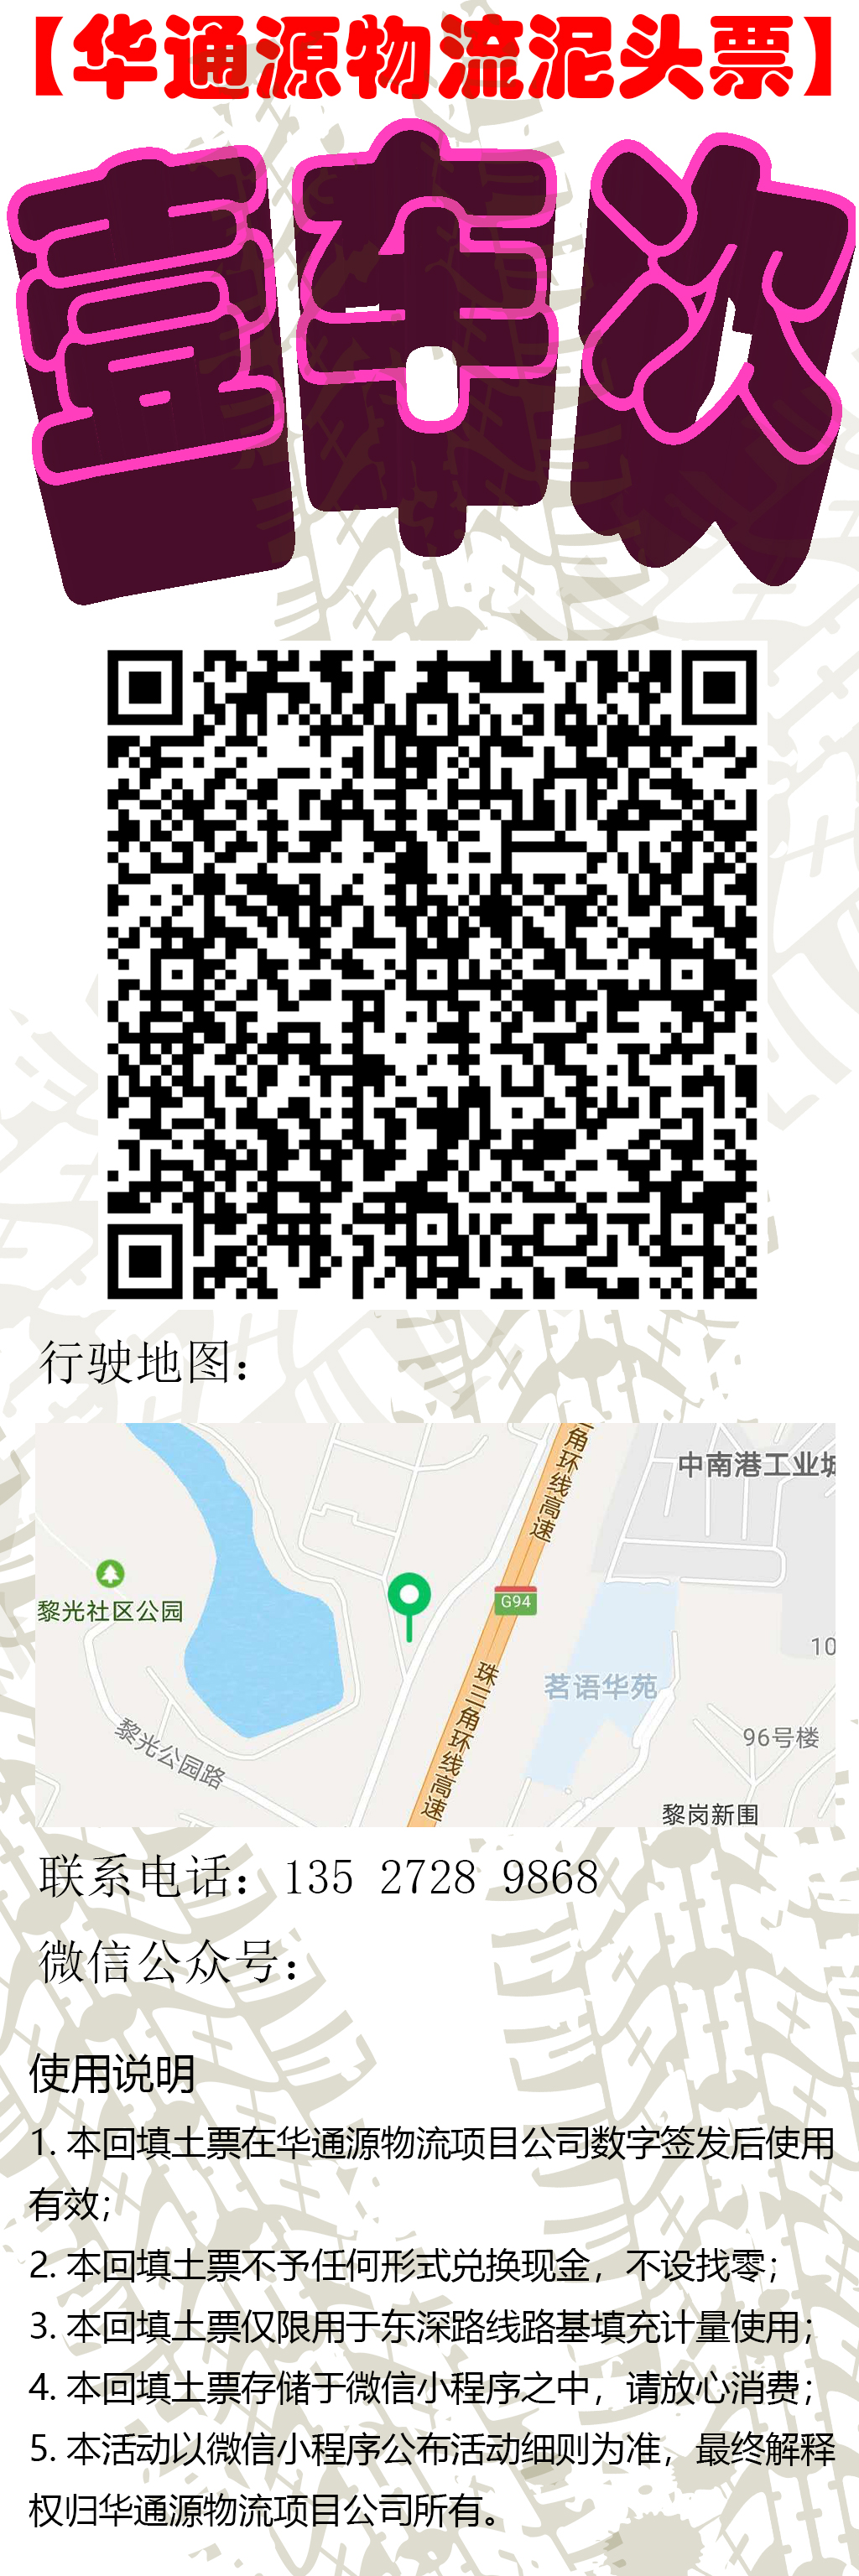 【华通源物流泥头票】
壹车次
行驶地图：
三角环线高速
中南港工业城
黎光社区公园
G94
10
茗语华苑
珠三角环线高速
96号楼
黎光公园路
黎岗新围
联系电话：135 2728 9868
微信公众号：
使用说明
1. 本回填土票在华通源物流项目公司数字签发后使用
有效；
2. 本回填土票不予任何形式兑换现金，不设找零；
3. 本回填土票仅限用于东深路线路基填充计量使用；
4. 本回填土票存储于微信小程序之中，请放心消费；
5. 本活动以微信小程序公布活动细则为准，最终解释
权归华通源物流项目公司所有。